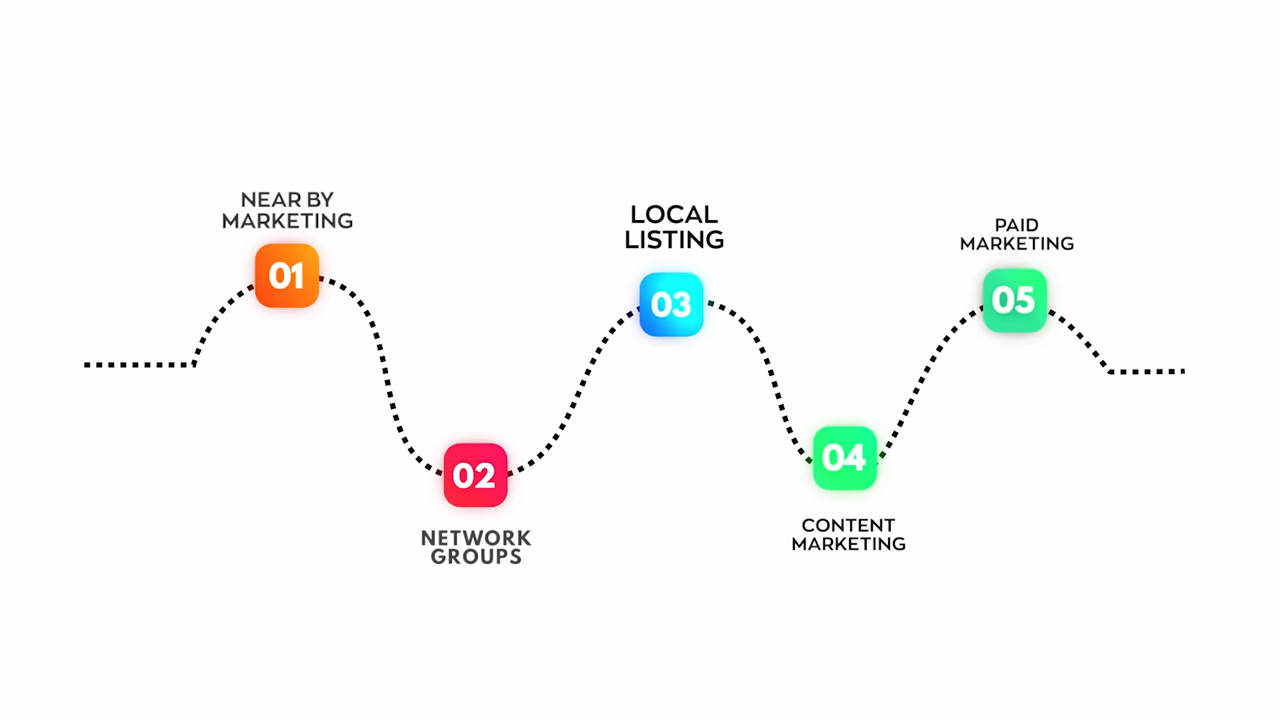 NEAR BY
MARKETING
01
02
NETWORK
GROUPS
LOCAL
LISTING
03
04
CONTENT
MARKETING
PAID
MARKETING
05